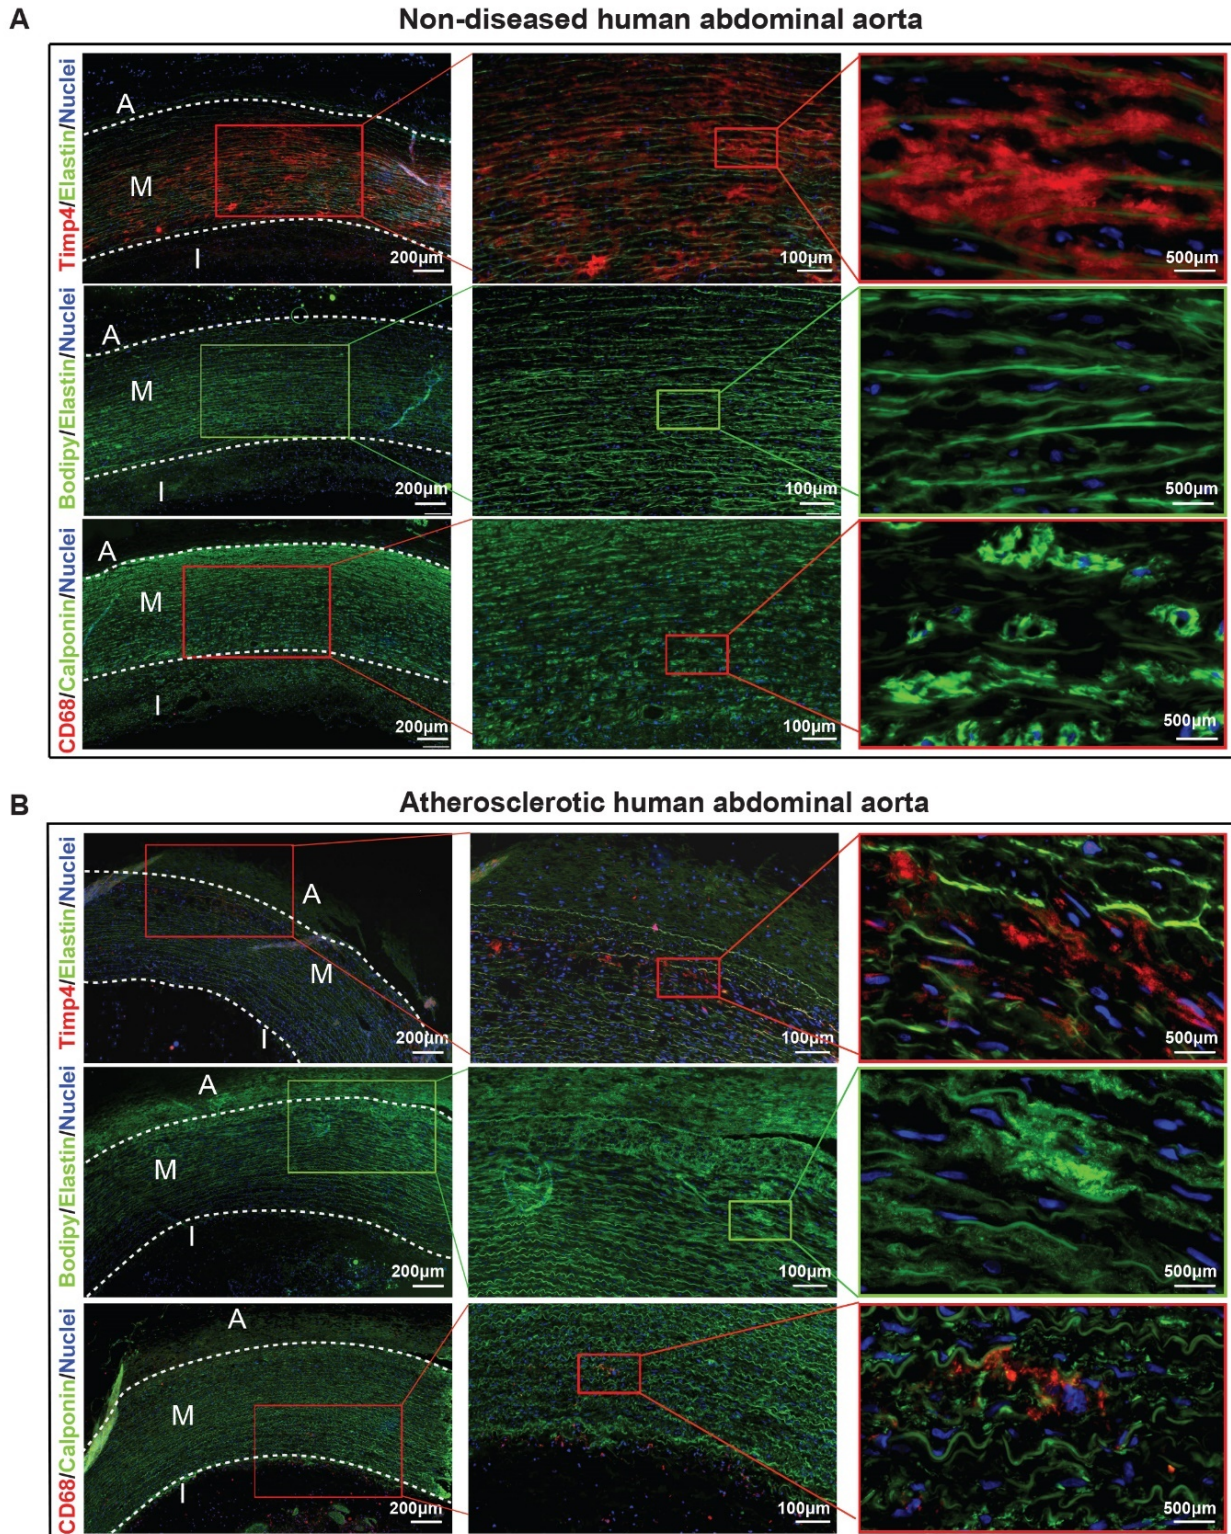 A
Non-diseased human abdominal aorta
Timp4/Elastin/Nuclei
A
M
I
200µm
100µm
500µm
Bodipy/Elastin/Nuclei
A
M
I
200µm
100µm
500µm
CD68/Calponin/Nuclei
A
M
I
200µm
100µm
500µm
B
Atherosclerotic human abdominal aorta
Timp4/Elastin/Nuclei
A
M
I
200µm
100µm
500µm
Bodipy/Elastin/Nuclei
A
M
I
200µm
100µm
500µm
CD68/Calponin/Nuclei
A
M
I
200µm
100µm
500µm